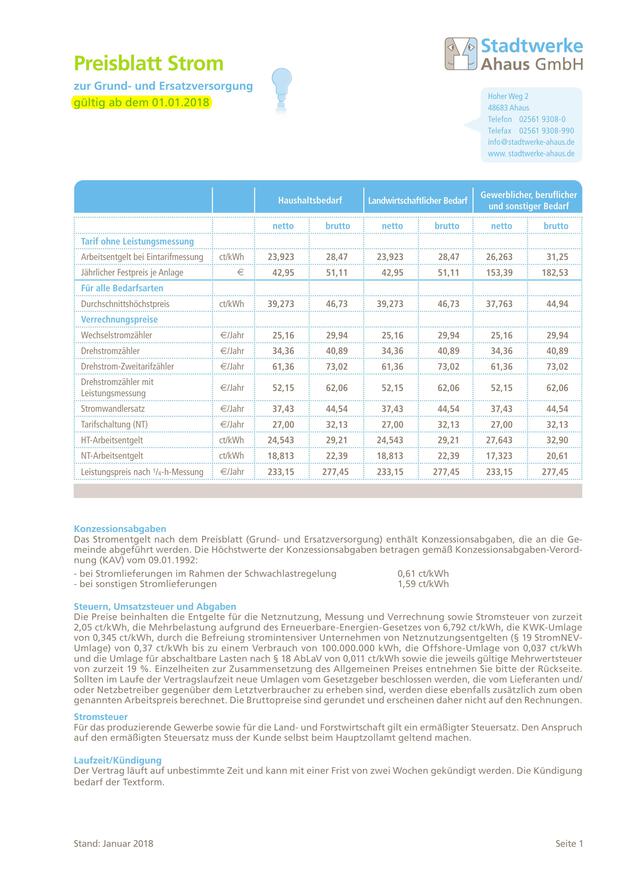 Preisblatt Strom
zur Grund- und Ersatzversorgung
gültig ab dem 01.01.2018
Stadtwerke
Ahaus GmbH
Hoher Weg 2
48683 Ahaus
Telefon 02561 9308-0
Telefax 02561 9308-990
info@stadtwerke-ahaus.de
www. stadtwerke-ahaus.de
Haushaltsbedarf Landwirtschaftlicher Bedarf Gewerblicher, beruflicher
und sonstiger Bedarf
netto brutto netto brutto netto brutto
Tarif ohne Leistungsmessung
Arbeitsentgelt bei Eintarifmessung ct/kWh 23,923 28,47 23,923 28,47 26,263 31,25
Jährlicher Festpreis je Anlage € 42,95 51,11 42,95 51,11 153,39 182,53
Für alle Bedarfsarten
Durchschnittshöchstpreis ct/kWh 39,273 46,73 39,273 46,73 37,763 44,94
Verrechnungspreise
Wechselstromzähler €/Jahr 25,16 29,94 25,16 29,94 25,16 29,94
Drehstromzähler €/Jahr 34,36 40,89 34,36 40,89 34,36 40,89
Drehstrom-Zweitarifzähler €/Jahr 61,36 73,02 61,36 73,02 61,36 73,02
Drehstromzähler mit
Leistungsmessung €/Jahr 52,15 62,06 52,15 62,06 52,15 62,06
Stromwandlersatz €/Jahr 37,43 44,54 37,43 44,54 37,43 44,54
Tarifschaltung (NT) €/Jahr 27,00 32,13 27,00 32,13 27,00 32,13
HT-Arbeitsentgelt ct/kWh 24,543 29,21 24,543 29,21 27,643 32,90
NT-Arbeitsentgelt ct/kWh 18,813 22,39 18,813 22,39 17,323 20,61
Leistungspreis nach ¹/₄-h-Messung €/Jahr 233,15 277,45 233,15 277,45 233,15 277,45
Konzessionsabgaben
Das Stromentgelt nach dem Preisblatt (Grund- und Ersatzversorgung) enthält Konzessionsabgaben, die an die Ge-
meinde abgeführt werden. Die Höchstwerte der Konzessionsabgaben betragen gemäß Konzessionsabgaben-Verord-
nung (KAV) vom 09.01.1992:
- bei Stromlieferungen im Rahmen der Schwachlastregelung 0,61 ct/kWh
- bei sonstigen Stromlieferungen 1,59 ct/kWh
Steuern, Umsatzsteuer und Abgaben
Die Preise beinhalten die Entgelte für die Netznutzung, Messung und Verrechnung sowie Stromsteuer von zurzeit
2,05 ct/kWh, die Mehrbelastung aufgrund des Erneuerbare-Energien-Gesetzes von 6,792 ct/kWh, die KWK-Umlage
von 0,345 ct/kWh, durch die Befreiung stromintensiver Unternehmen von Netznutzungsentgelten (§ 19 StromNEV-
Umlage) von 0,37 ct/kWh bis zu einem Verbrauch von 100.000.000 kWh, die Offshore-Umlage von 0,037 ct/kWh
und die Umlage für abschaltbare Lasten nach § 18 AbLaV von 0,011 ct/kWh sowie die jeweils gültige Mehrwertsteuer
von zurzeit 19 %. Einzelheiten zur Zusammensetzung des Allgemeinen Preises entnehmen Sie bitte der Rückseite.
Sollten im Laufe der Vertragslaufzeit neue Umlagen vom Gesetzgeber beschlossen werden, die vom Lieferanten und/
oder Netzbetreiber gegenüber dem Letztverbraucher zu erheben sind, werden diese ebenfalls zusätzlich zum oben
genannten Arbeitspreis berechnet. Die Bruttopreise sind gerundet und erscheinen daher nicht auf den Rechnungen.
Stromsteuer
Für das produzierende Gewerbe sowie für die Land- und Forstwirtschaft gilt ein ermäßigter Steuersatz. Den Anspruch
auf den ermäßigten Steuersatz muss der Kunde selbst beim Hauptzollamt geltend machen.
Laufzeit/Kündigung
Der Vertrag läuft auf unbestimmte Zeit und kann mit einer Frist von zwei Wochen gekündigt werden. Die Kündigung
bedarf der Textform.
Stand: Januar 2018 Seite 1